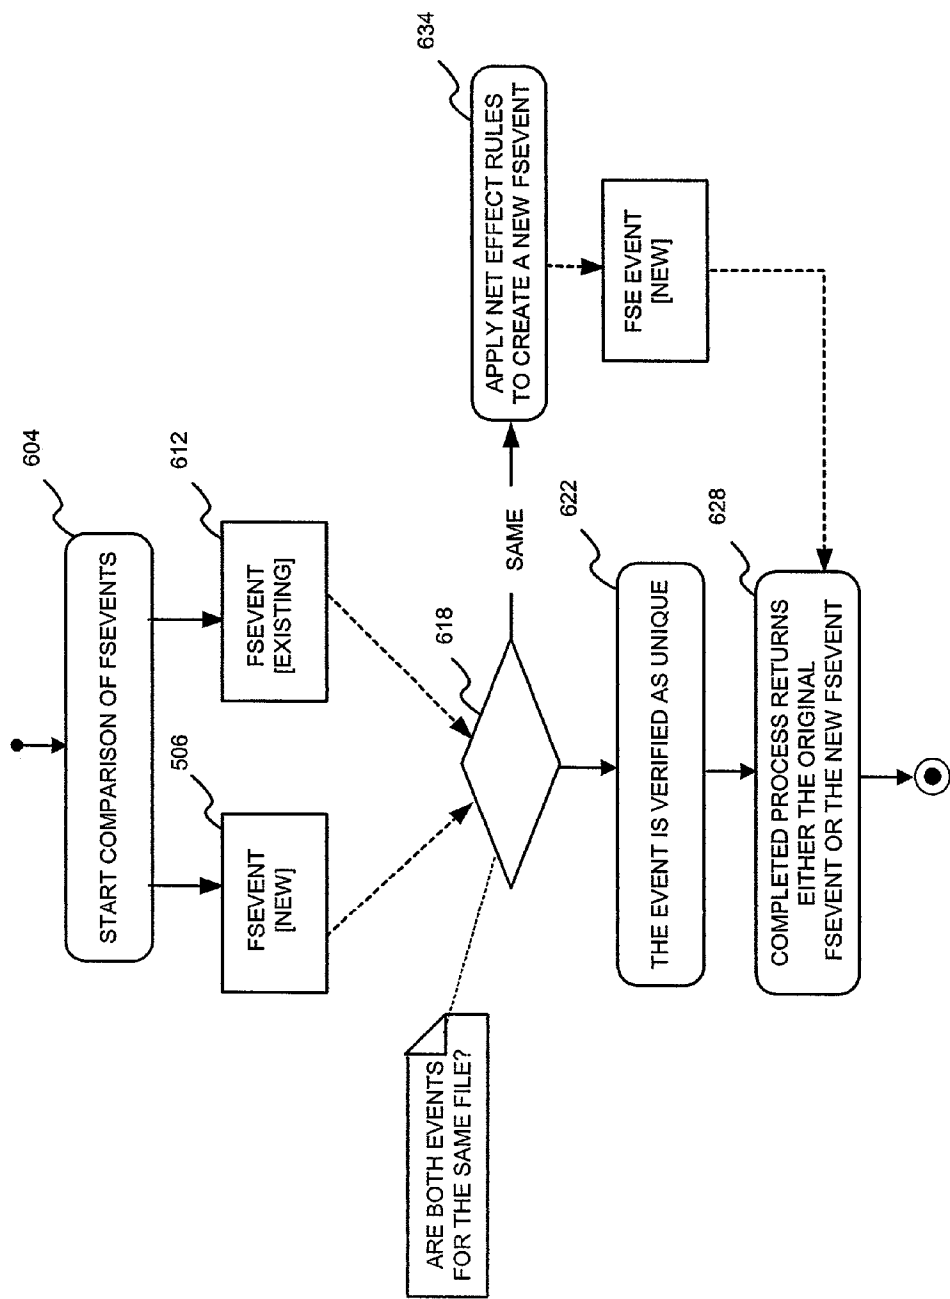 604
START COMPARISON OF FSEVENTS
506
FSEVENT
[NEW]
612
FSEVENT
[EXISTING]
618
ARE BOTH EVENTS
FOR THE SAME FILE?
SAME
634
APPLY NET EFFECT RULES
TO CREATE A NEW FSEVENT
FSE EVENT
[NEW]
622
THE EVENT IS VERIFIED AS UNIQUE
628
COMPLETED PROCESS RETURNS
EITHER THE ORIGINAL
FSEVENT OR THE NEW FSEVENT